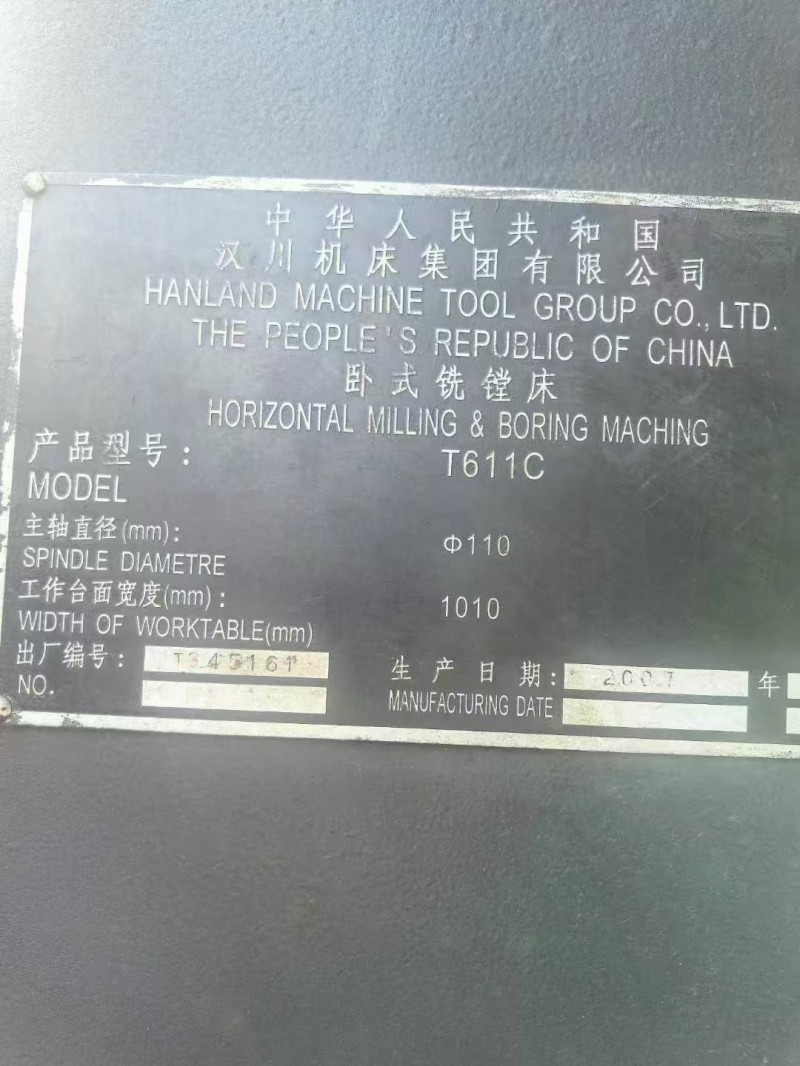 中华人民共和国
汉川机床集团有限公司
HANLAND MACHINE TOOL GROUP CO., LTD.
THE PEOPLE'S REPUBLIC OF CHINA
卧式铣镗床
HORIZONTAL MILLING & BORING MACHING
产品型号： T611C
MODEL
主轴直径(mm)： Φ110
SPINDLE DIAMETRE
工作台面宽度(mm)： 1010
WIDTH OF WORKTABLE(mm)
出厂编号： T345161 生产日期： 2007 年
NO. MANUFACTURING DATE